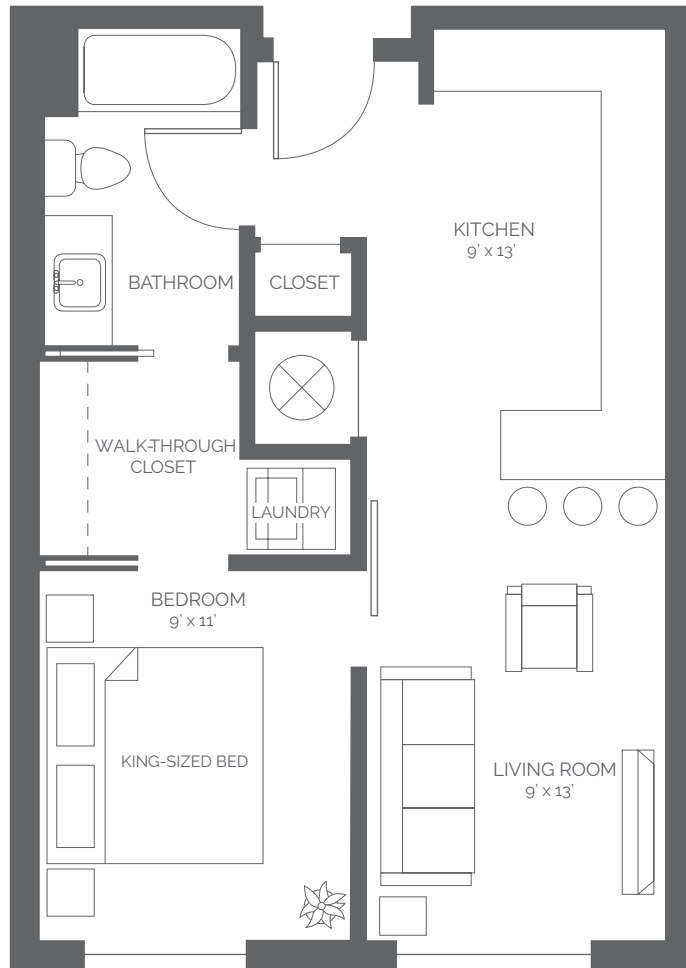 KITCHEN
9’ x 13’
BATHROOM
CLOSET
WALK-THROUGH
CLOSET
LAUNDRY
BEDROOM
9’ x 11’
KING-SIZED BED
LIVING ROOM
9’ x 13’